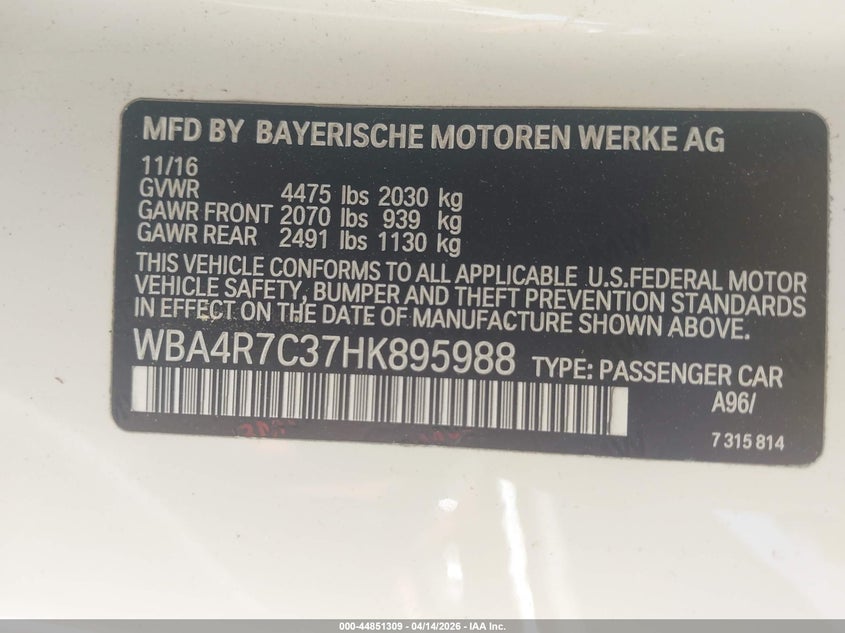 MFD BY BAYERISCHE MOTOREN WERKE AG
11/16
GVWR 4475 lbs 2030 kg
GAWR FRONT 2070 lbs 939 kg
GAWR REAR 2491 lbs 1130 kg
THIS VEHICLE CONFORMS TO ALL APPLICABLE U.S.FEDERAL MOTOR
VEHICLE SAFETY, BUMPER AND THEFT PREVENTION STANDARDS
IN EFFECT ON THE DATE OF MANUFACTURE SHOWN ABOVE.
WBA4R7C37HK895988 TYPE: PASSENGER CAR
A96/
7 315 814
000-44851309 | 04/14/2026 | IAA Inc.